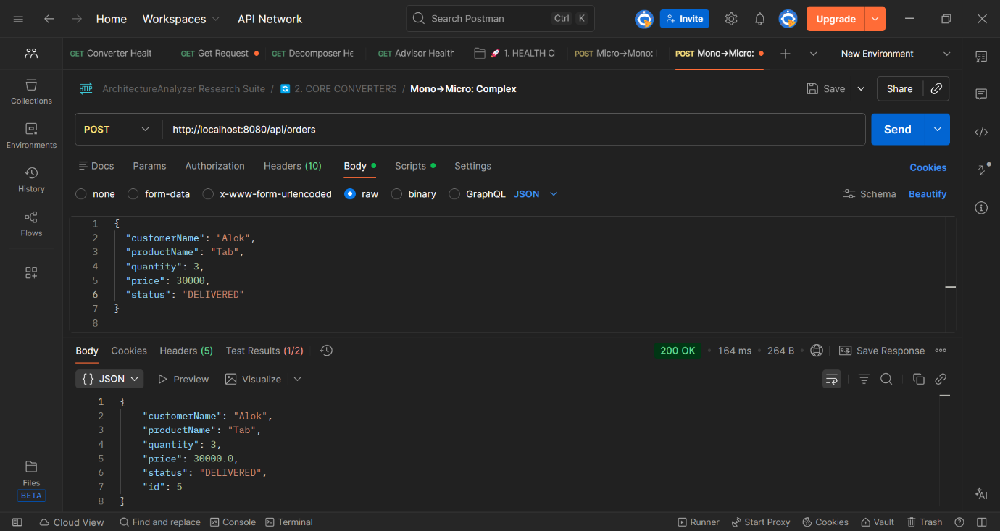 Home Workspaces API Network Search Postman Ctrl K Invite Upgrade
GET Converter Healt GET Get Request GET Decomposer He GET Advisor Health 🚀 1. HEALTH C POST Micro→Mono: POST Mono→Micro: New Environment
HTTP ArchitectureAnalyzer Research Suite / 🔄 2. CORE CONVERTERS / Mono→Micro: Complex Save Share
Collections
Environments
History
Flows
Files
BETA
POST http://localhost:8080/api/orders Send
Docs Params Authorization Headers (10) Body Scripts Settings Cookies
none form-data x-www-form-urlencoded raw binary GraphQL JSON Schema Beautify
1 {
2 "customerName": "Alok",
3 "productName": "Tab",
4 "quantity": 3,
5 "price": 30000,
6 "status": "DELIVERED"
7 }
8
Body Cookies Headers (5) Test Results (1/2) 200 OK • 164 ms • 264 B • e.g. Save Response
{} JSON Preview Visualize
1 {
2 "customerName": "Alok",
3 "productName": "Tab",
4 "quantity": 3,
5 "price": 30000.0,
6 "status": "DELIVERED",
7 "id": 5
8 }
Cloud View Find and replace Console Terminal Runner Start Proxy Cookies Vault Trash
AI